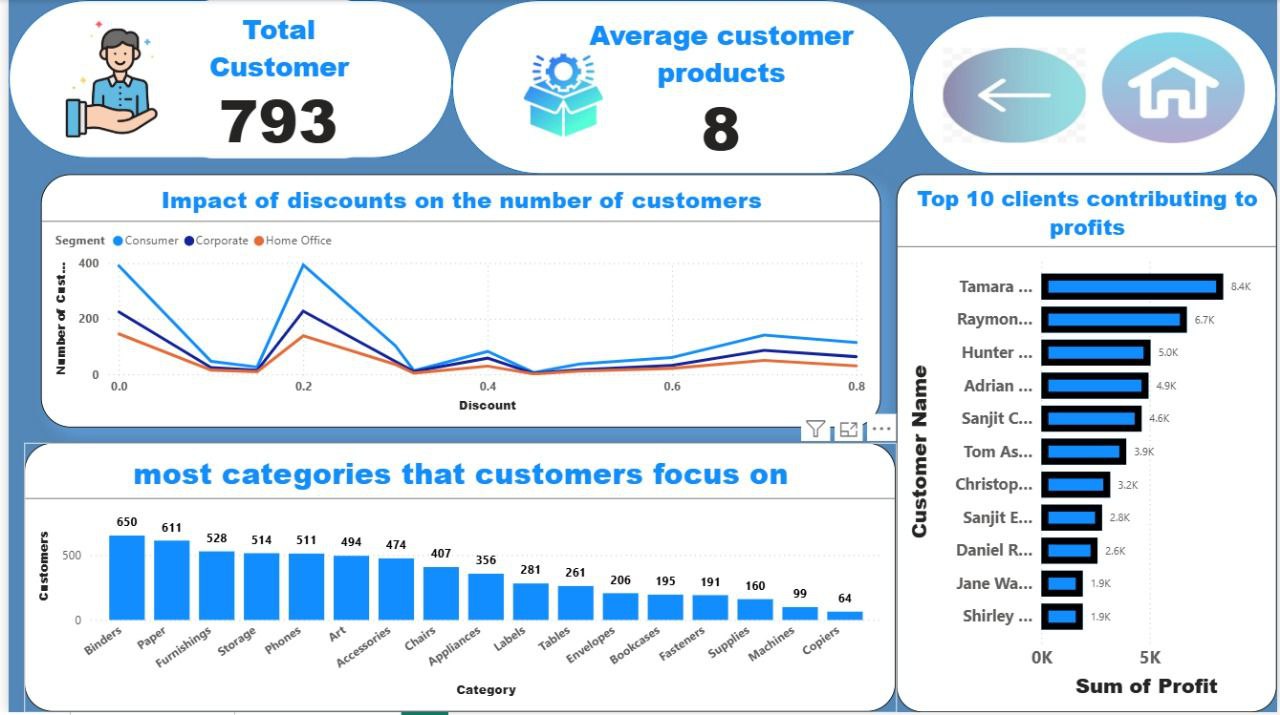 Total
Customer
793
Average customer
products
8
Impact of discounts on the number of customers
Segment Consumer Corporate Home Office
Number of Cust...
400
200
0
0.0 0.2 0.4 0.6 0.8
Discount
most categories that customers focus on
Customers
500
0
650 611 528 514 511 494 474 407 356 281 261 206 195 191 160 99 64
Binders Paper Furnishings Storage Phones Art Accessories Chairs Appliances Labels Tables Envelopes Bookcases Fasteners Supplies Machines Copiers
Category
Top 10 clients contributing to
profits
Customer Name
Tamara ... 8.4K
Raymon... 6.7K
Hunter ... 5.0K
Adrian ... 4.9K
Sanjit C... 4.6K
Tom As... 3.9K
Christop... 3.2K
Sanjit E... 2.8K
Daniel R... 2.6K
Jane Wa... 1.9K
Shirley ... 1.9K
0K 5K
Sum of Profit